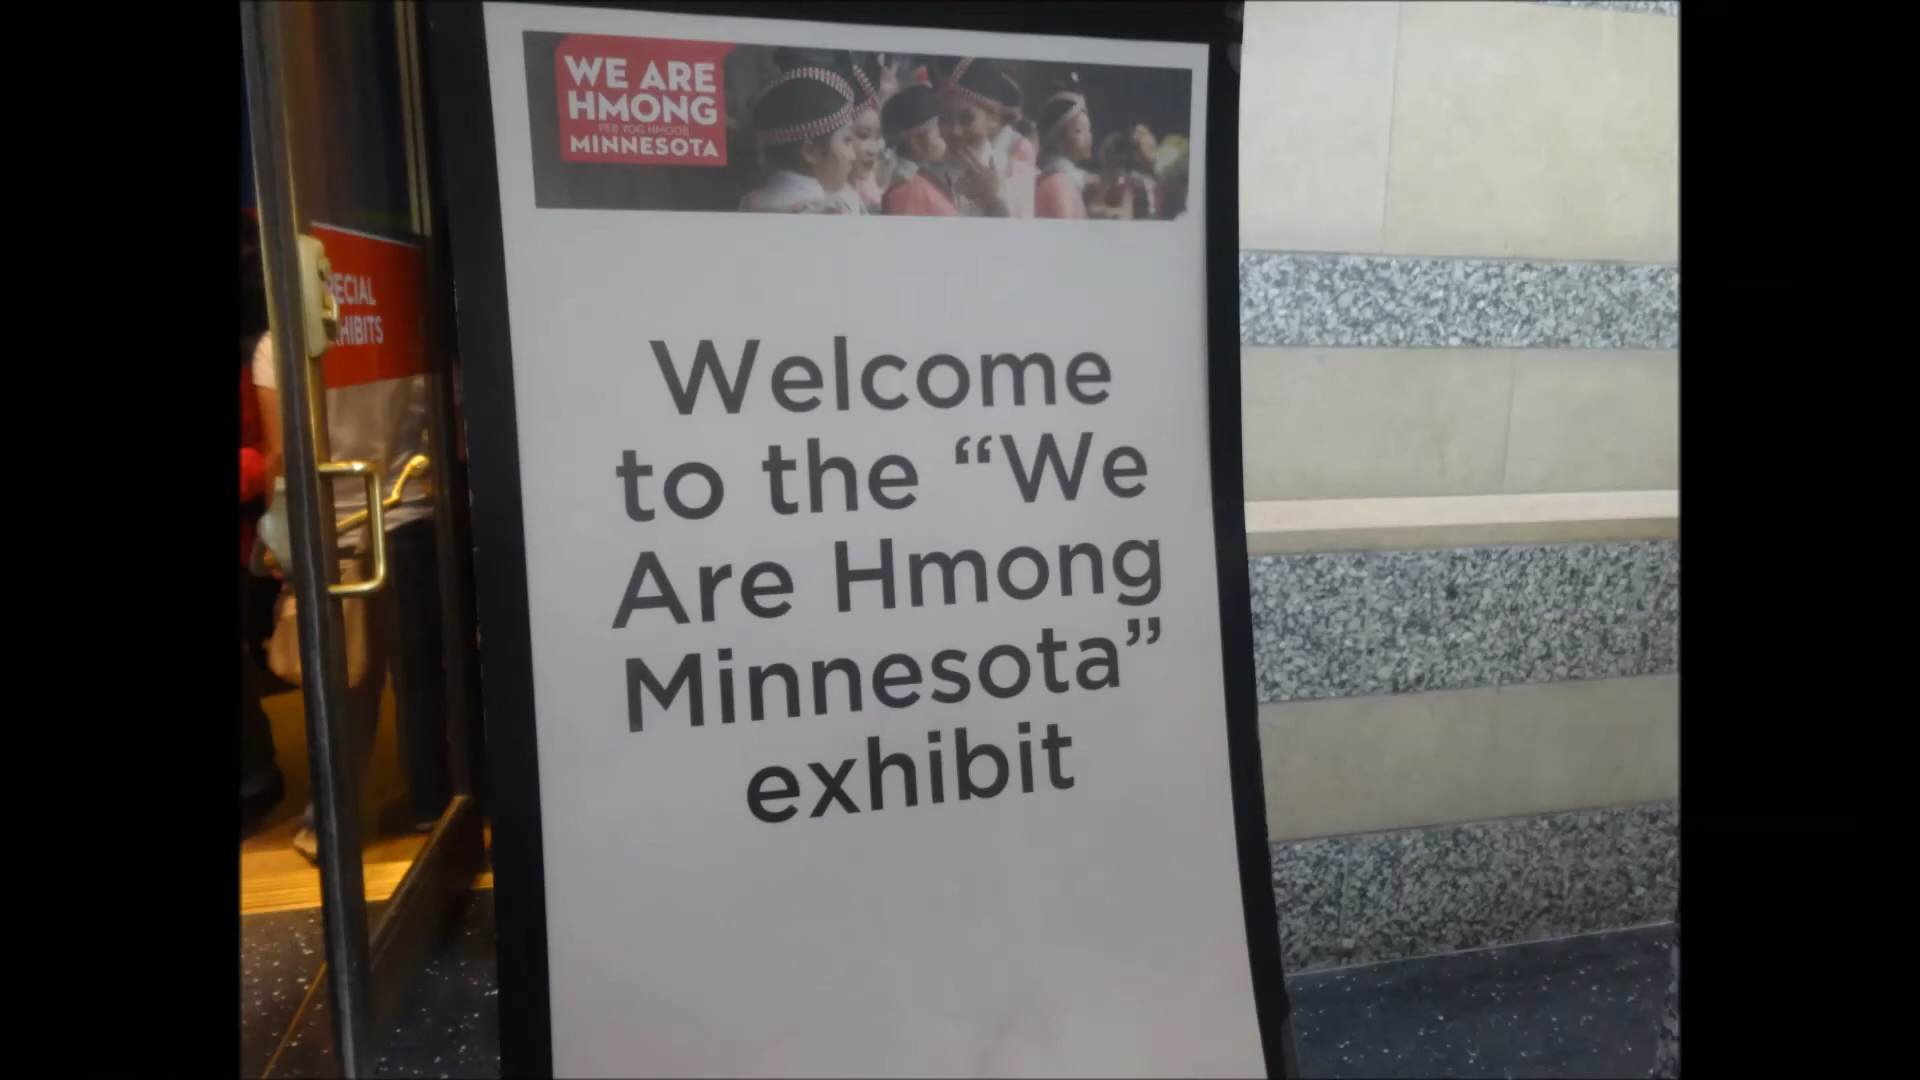 WE ARE
HMONG
PEB YOG HMOOB
MINNESOTA
Welcome
to the “We
Are Hmong
Minnesota”
exhibit
ECIAL
HIBITS